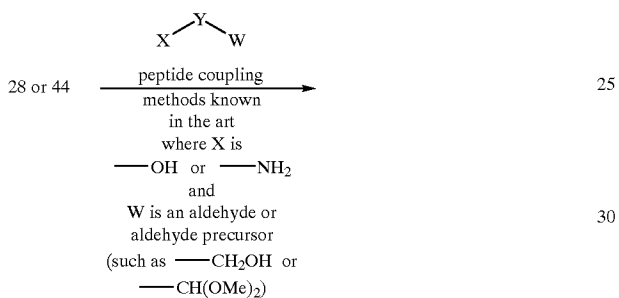 Y
X W
28 or 44 peptide coupling 25
methods known
in the art
where X is
—OH or —NH₂
and
W is an aldehyde or 30
aldehyde precursor
(such as —CH₂OH or
—CH(OMe)₂)